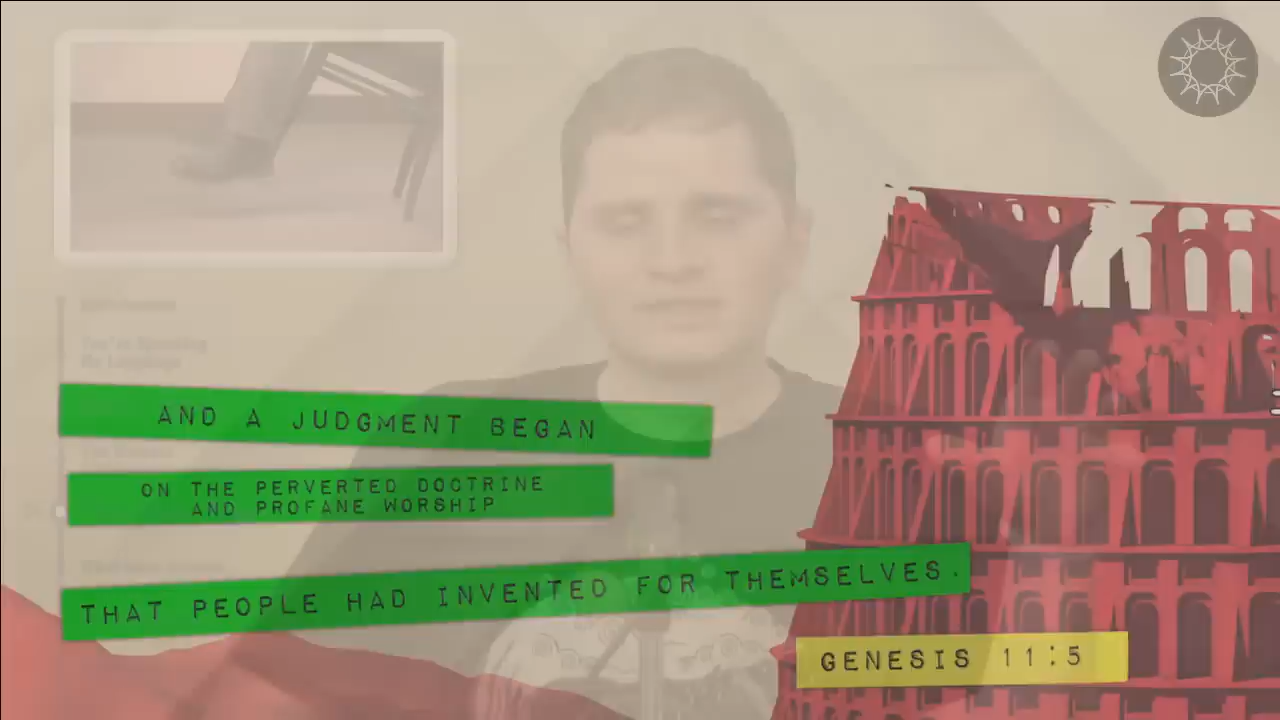 AND A JUDGMENT BEGAN
ON THE PERVERTED DOCTRINE
AND PROFANE WORSHIP
THAT PEOPLE HAD INVENTED FOR THEMSELVES.
GENESIS 11:5